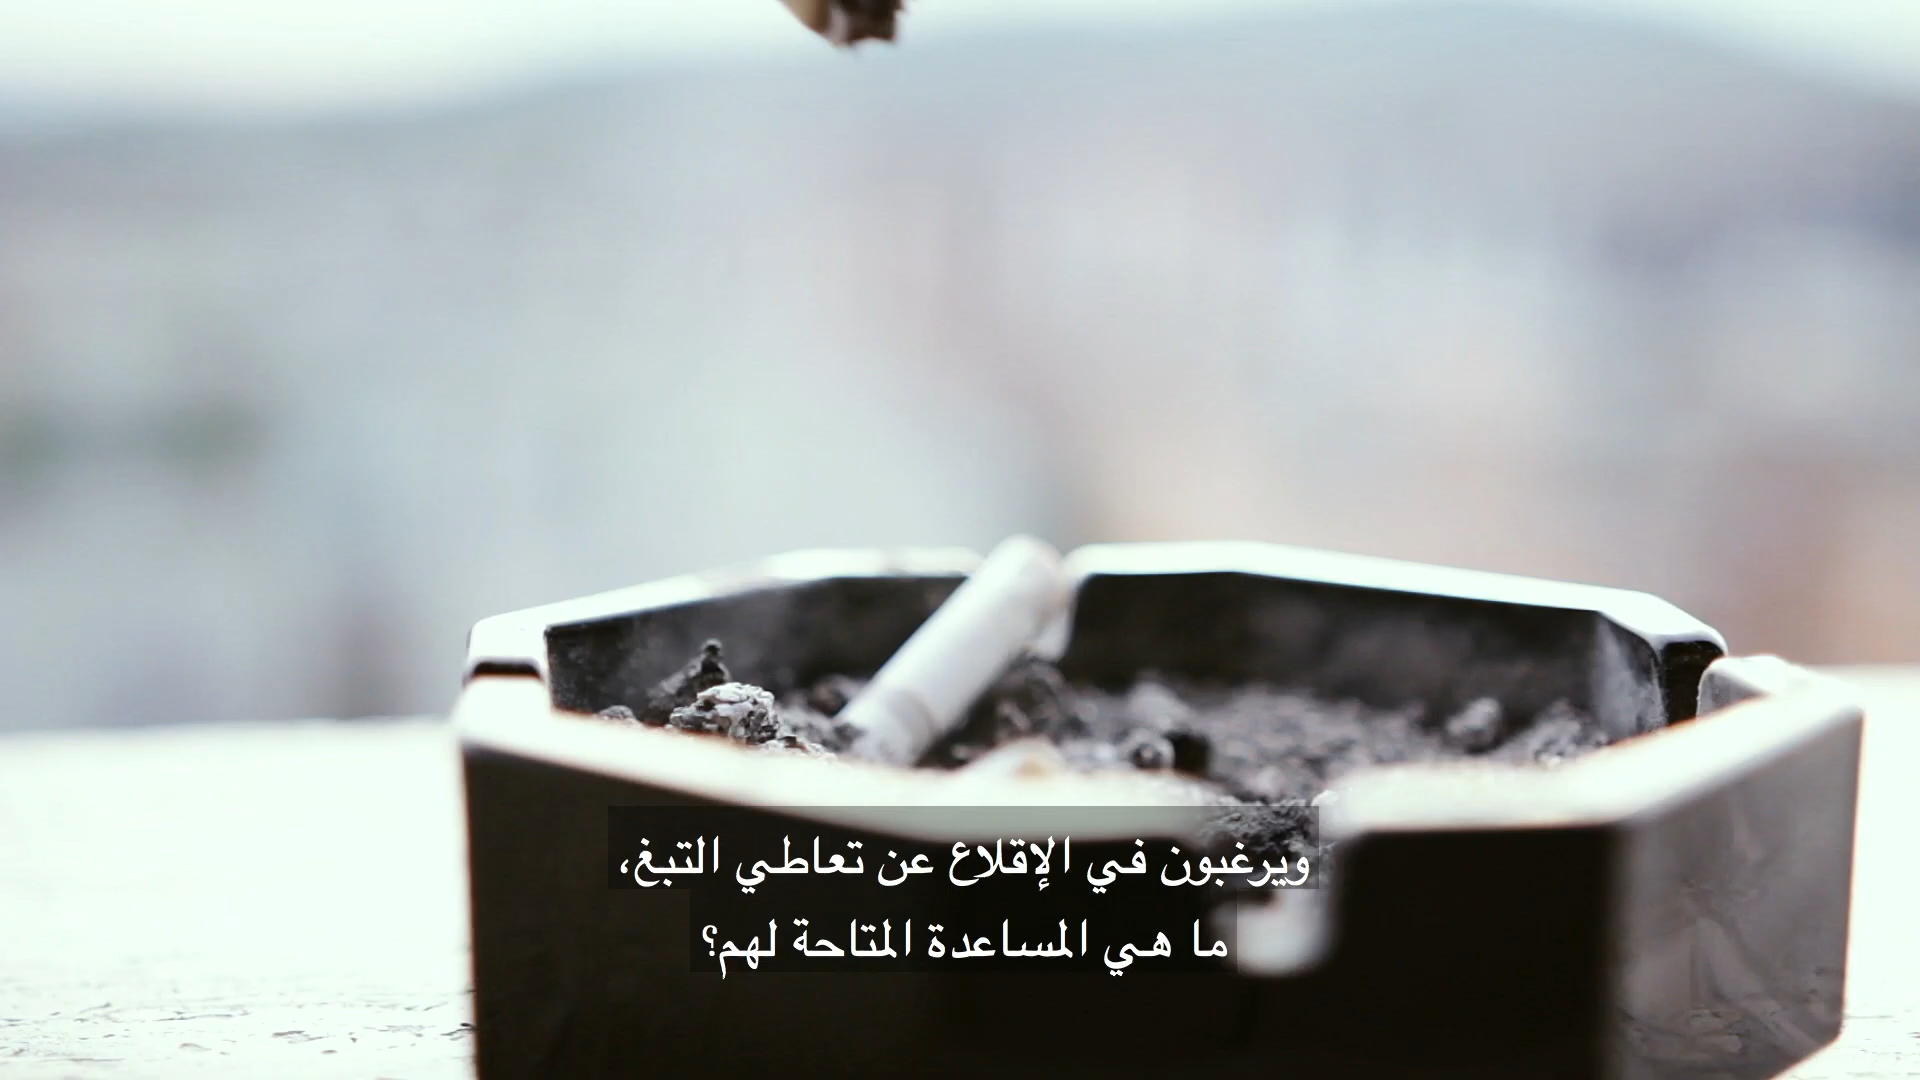 ويرغبون في الإقلاع عن تعاطي التبغ،
ما هي المساعدة المتاحة لهم؟